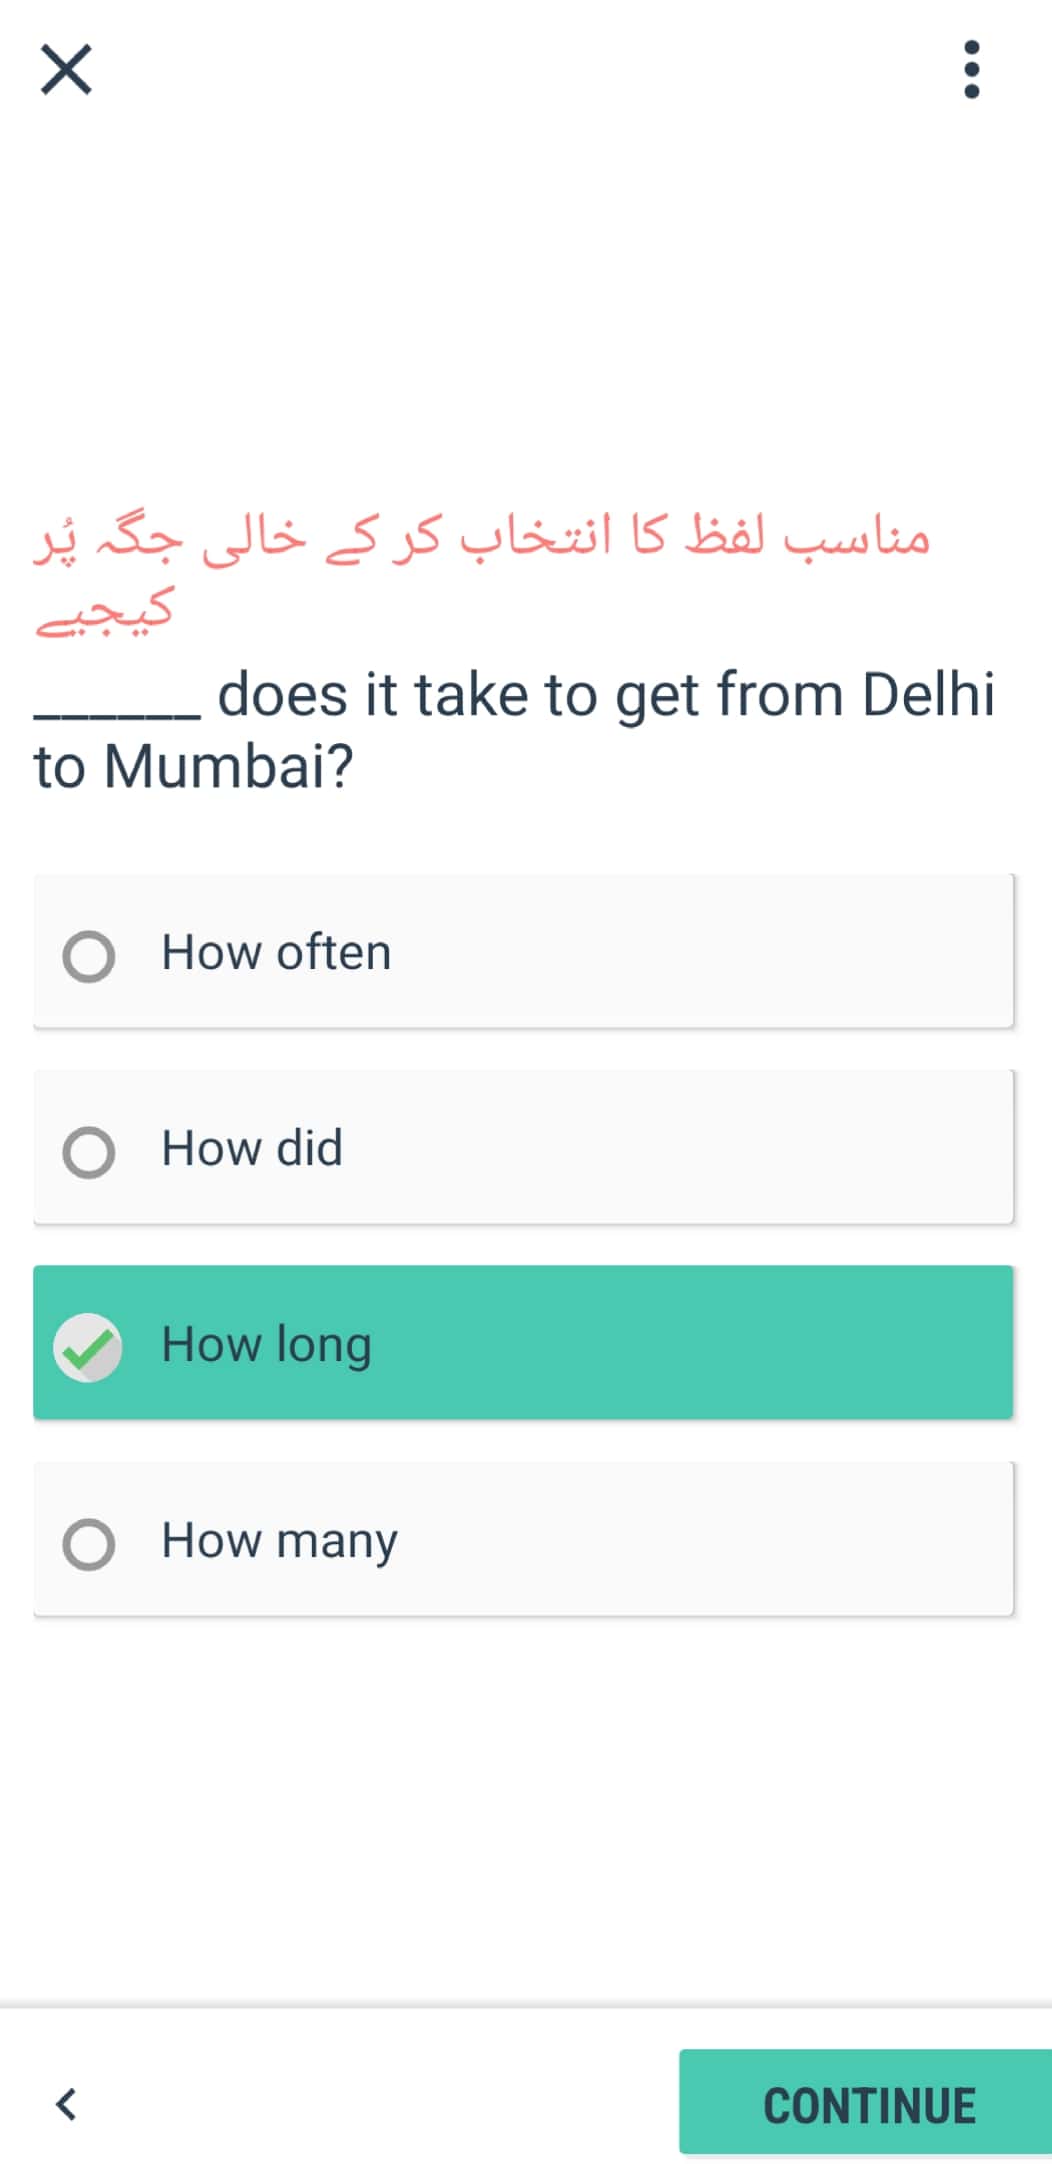 مناسب لفظ کا انتخاب کر کے خالی جگہ پُر
کیجیے
______ does it take to get from Delhi
to Mumbai?
How often
How did
How long
How many
CONTINUE